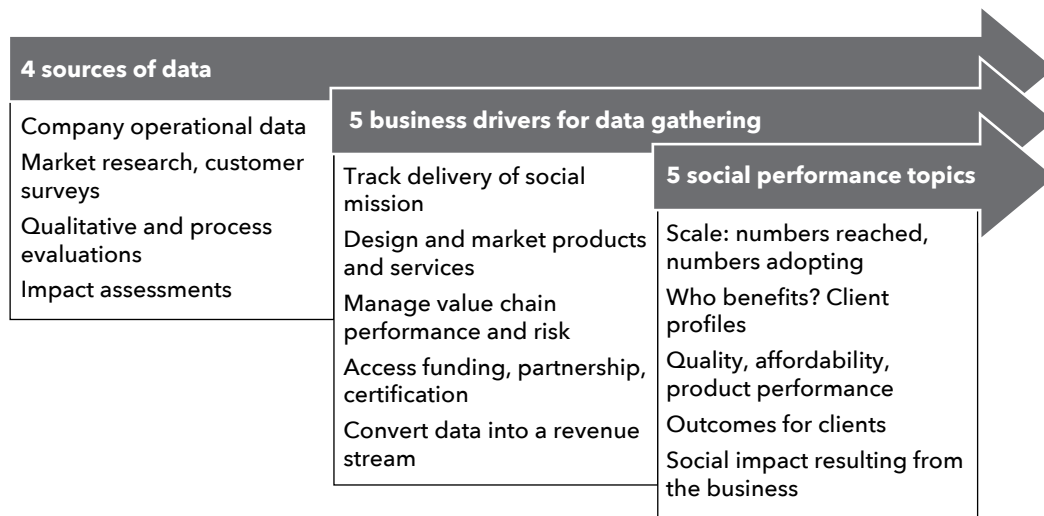 4 sources of data
Company operational data
Market research, customer
surveys
Qualitative and process
evaluations
Impact assessments
5 business drivers for data gathering
Track delivery of social
mission
Design and market products
and services
Manage value chain
performance and risk
Access funding, partnership,
certification
Convert data into a revenue
stream
5 social performance topics
Scale: numbers reached,
numbers adopting
Who benefits? Client
profiles
Quality, affordability,
product performance
Outcomes for clients
Social impact resulting from
the business